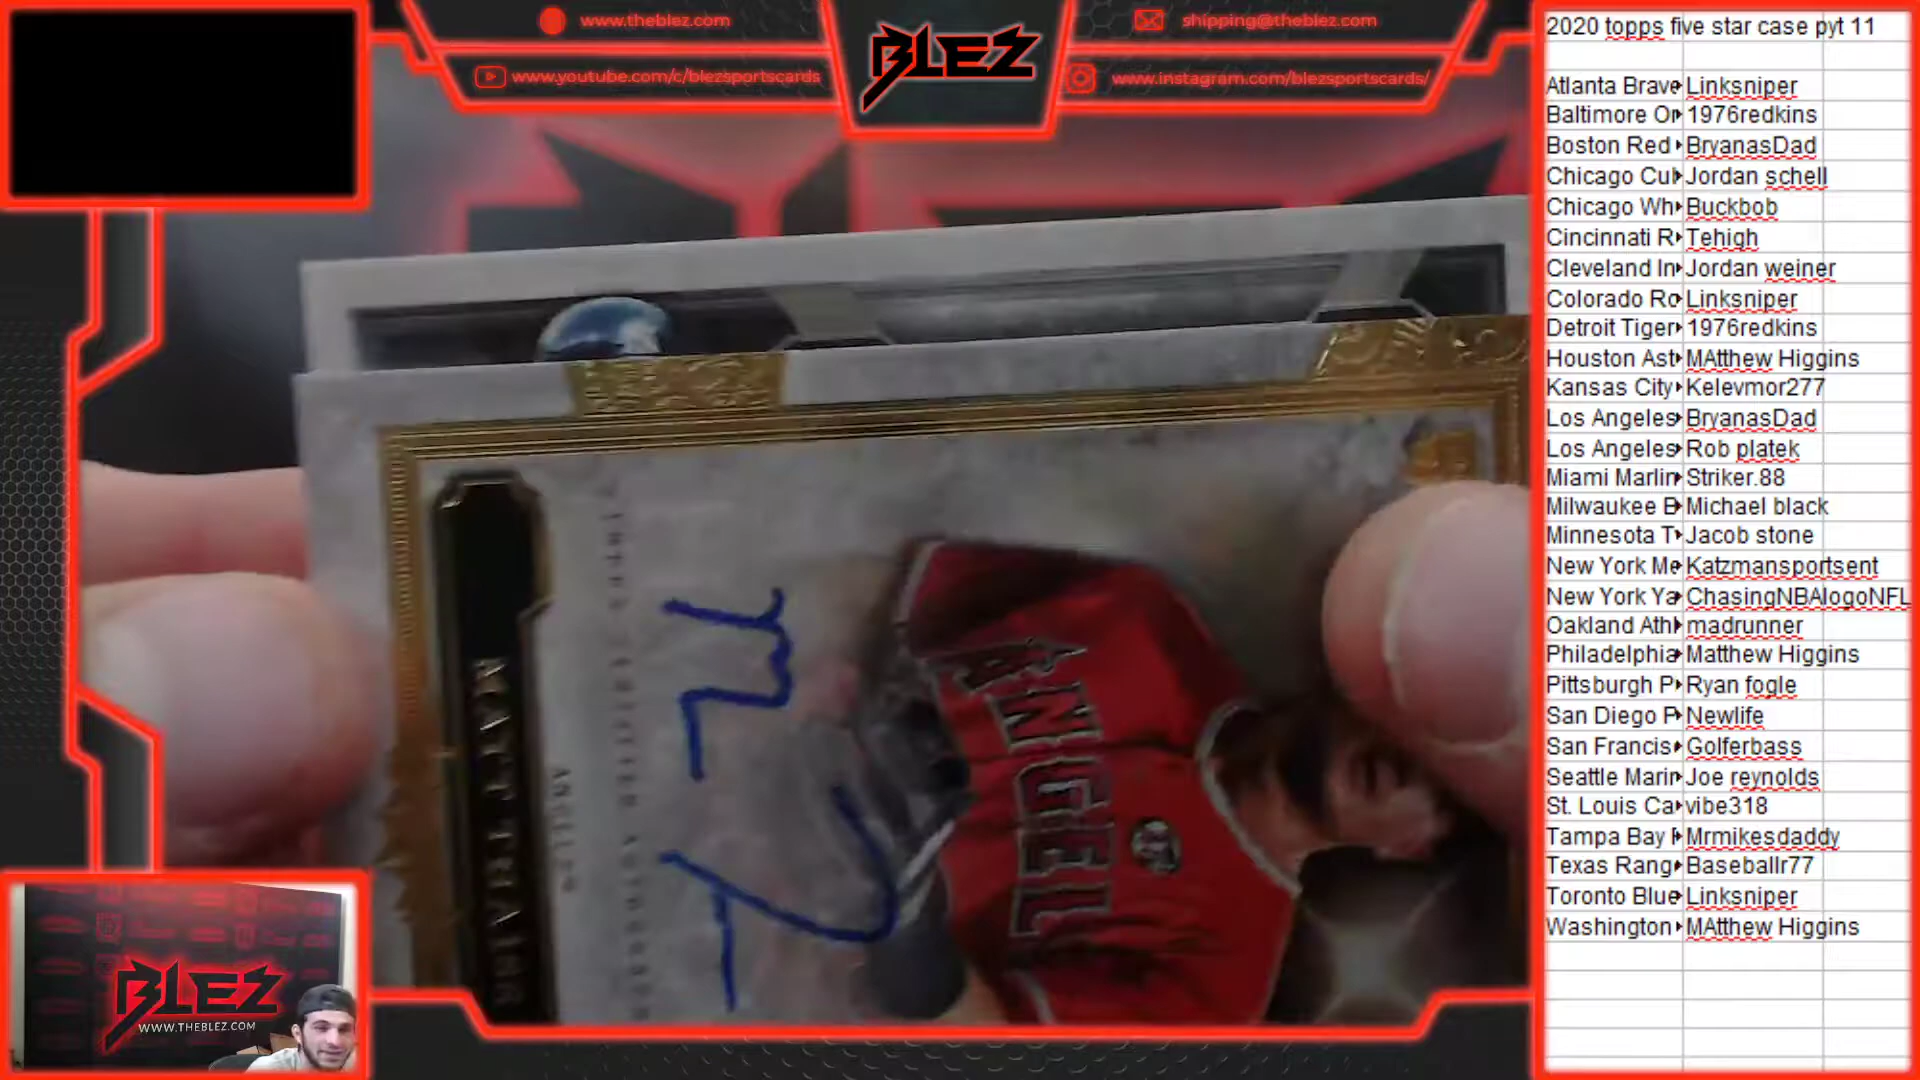 www.theblez.com
BLEZ
shipping@theblez.com
www.youtube.com/c/blezsportscards
www.instagram.com/blezsportscards/
MATT THAISS
ANGELS
ANGEL
BLEZ
WWW.THEBLEZ.COM
2020 topps five star case pyt 11
Atlanta Brave Linksniper
Baltimore Or 1976redkins
Boston Red BryanasDad
Chicago Cul Jordan schell
Chicago Wh Buckbob
Cincinnati R Tehigh
Cleveland In Jordan weiner
Colorado Ro Linksniper
Detroit Tiger 1976redkins
Houston Ast MAtthew Higgins
Kansas City Kelevmor277
Los Angeles BryanasDad
Los Angeles Rob platek
Miami Marlin Striker.88
Milwaukee B Michael black
Minnesota T Jacob stone
New York Me Katzmansportsent
New York Ya ChasingNBAlogoNFL
Oakland Ath madrunner
Philadelphia Matthew Higgins
Pittsburgh P Ryan fogle
San Diego P Newlife
San Francis Golferbass
Seattle Marin Joe reynolds
St. Louis Ca vibe318
Tampa Bay Mrmikesdaddy
Texas Rang Baseballr77
Toronto Blue Linksniper
Washington MAtthew Higgins